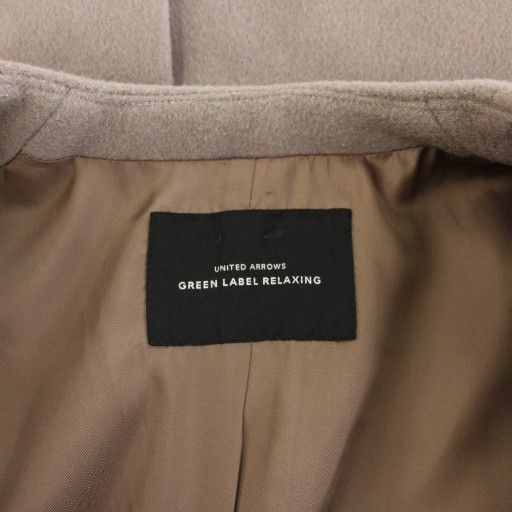 UNITED ARROWS
GREEN LABEL RELAXING